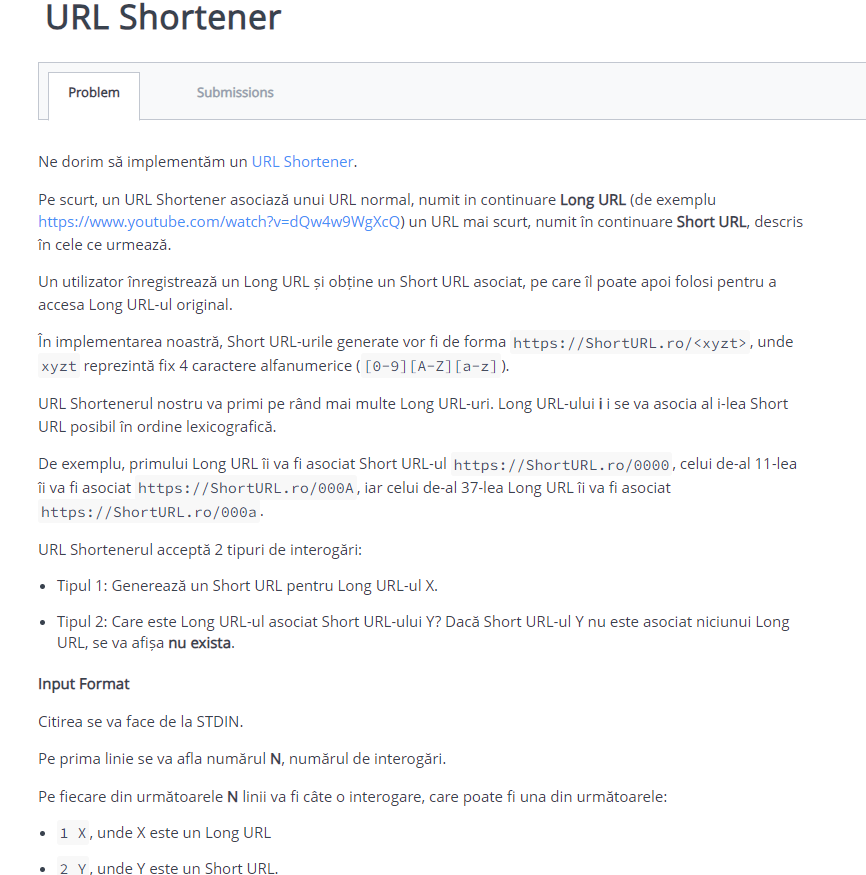 URL Shortener
Problem
Submissions
Ne dorim să implementăm un URL Shortener.
Pe scurt, un URL Shortener asociază unui URL normal, numit in continuare Long URL (de exemplu
https://www.youtube.com/watch?v=dQw4w9WgXcQ) un URL mai scurt, numit în continuare Short URL, descris
în cele ce urmează.
Un utilizator înregistrează un Long URL și obține un Short URL asociat, pe care îl poate apoi folosi pentru a
accesa Long URL-ul original.
În implementarea noastră, Short URL-urile generate vor fi de forma https://ShortURL.ro/<xyzt>, unde
xyzt reprezintă fix 4 caractere alfanumerice ( [0-9][A-Z][a-z] ).
URL Shortenerul nostru va primi pe rând mai multe Long URL-uri. Long URL-ului i i se va asocia al i-lea Short
URL posibil în ordine lexicografică.
De exemplu, primului Long URL îi va fi asociat Short URL-ul https://ShortURL.ro/0000, celui de-al 11-lea
îi va fi asociat https://ShortURL.ro/000A, iar celui de-al 37-lea Long URL îi va fi asociat
https://ShortURL.ro/000a.
URL Shortenerul acceptă 2 tipuri de interogări:
• Tipul 1: Generează un Short URL pentru Long URL-ul X.
• Tipul 2: Care este Long URL-ul asociat Short URL-ului Y? Dacă Short URL-ul Y nu este asociat niciunui Long
URL, se va afișa nu exista.
Input Format
Citirea se va face de la STDIN.
Pe prima linie se va afla numărul N, numărul de interogări.
Pe fiecare din următoarele N linii va fi câte o interogare, care poate fi una din următoarele:
• 1 X, unde X este un Long URL
• 2 Y, unde Y este un Short URL.